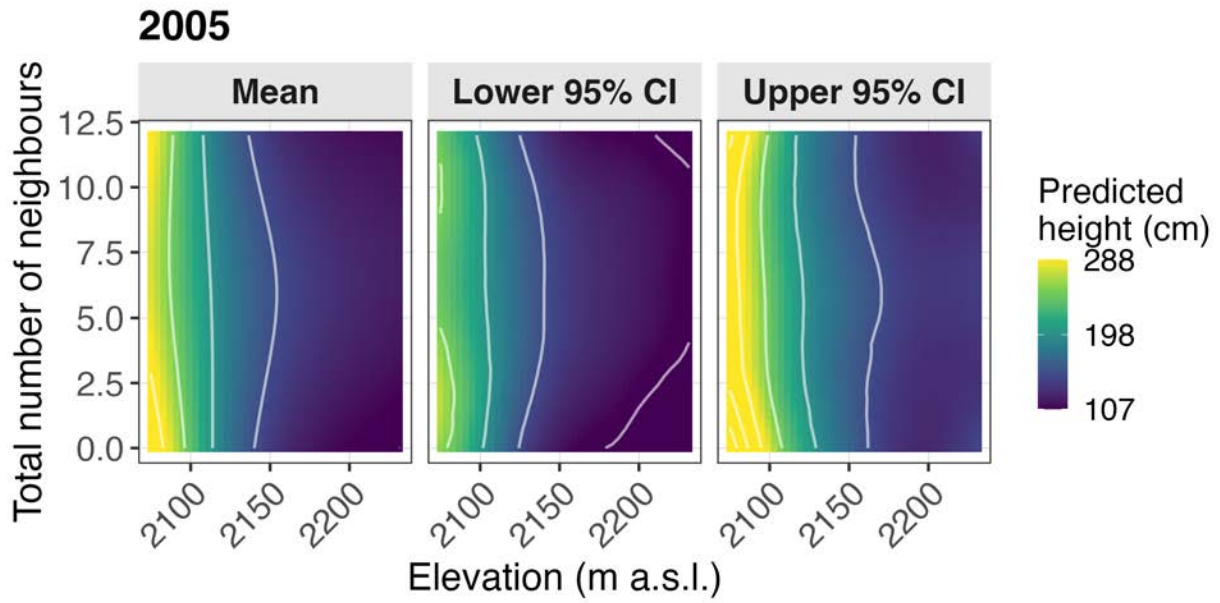 2005
Mean
Lower 95% CI
Upper 95% CI
Total number of neighbours
12.5
10.0
7.5
5.0
2.5
0.0
2100
2150
2200
2100
2150
2200
2100
2150
2200
Elevation (m a.s.l.)
Predicted
height (cm)
288
198
107